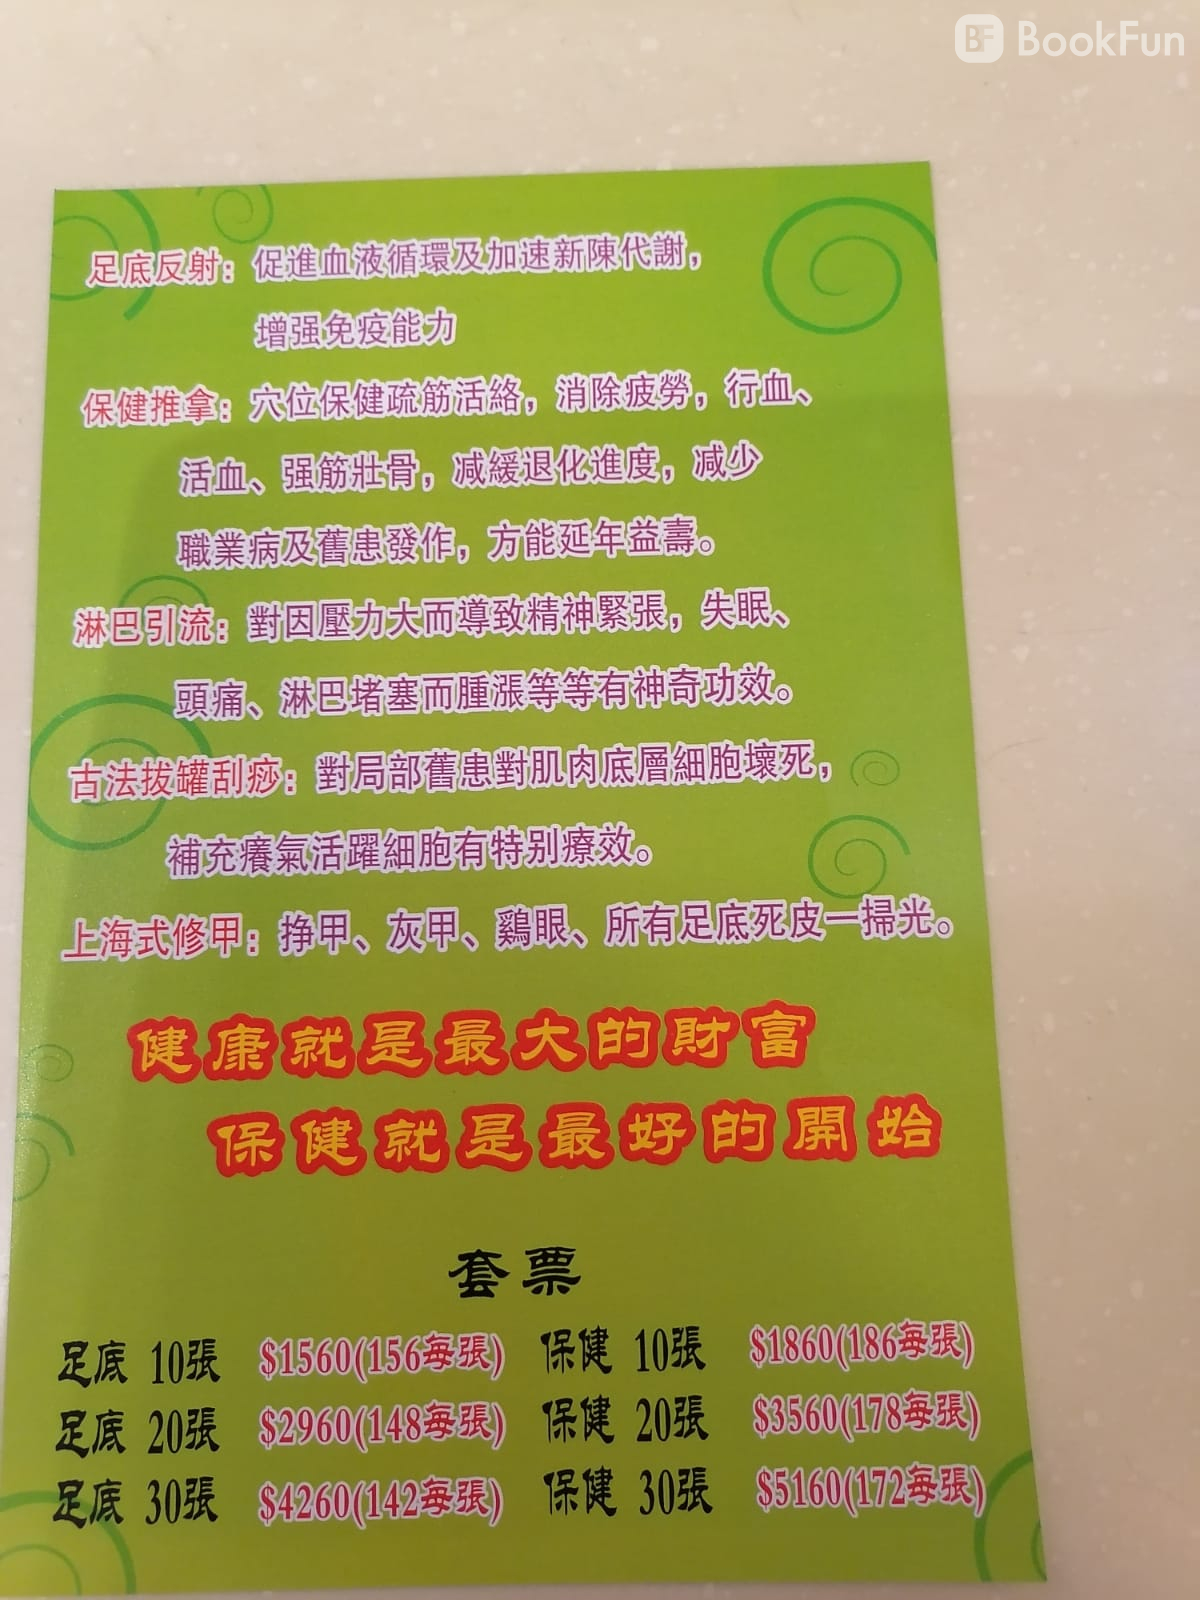 BF BookFun
足底反射：促進血液循環及加速新陳代謝，
增强免疫能力
保健推拿：穴位保健疏筋活絡，消除疲勞，行血、
活血、强筋壯骨，减緩退化進度，减少
職業病及舊患發作，方能延年益壽。
淋巴引流：對因壓力大而導致精神緊張，失眠、
頭痛、淋巴堵塞而腫漲等等有神奇功效。
古法拔罐刮痧：對局部舊患對肌肉底層細胞壞死，
補充癢氣活躍細胞有特别療效。
上海式修甲：挣甲、灰甲、鷄眼、所有足底死皮一掃光。
健康就是最大的財富
保健就是最好的開始
套票
足底 10張 $1560(156每張) 保健 10張 $1860(186每張)
足底 20張 $2960(148每張) 保健 20張 $3560(178每張)
足底 30張 $4260(142每張) 保健 30張 $5160(172每張)